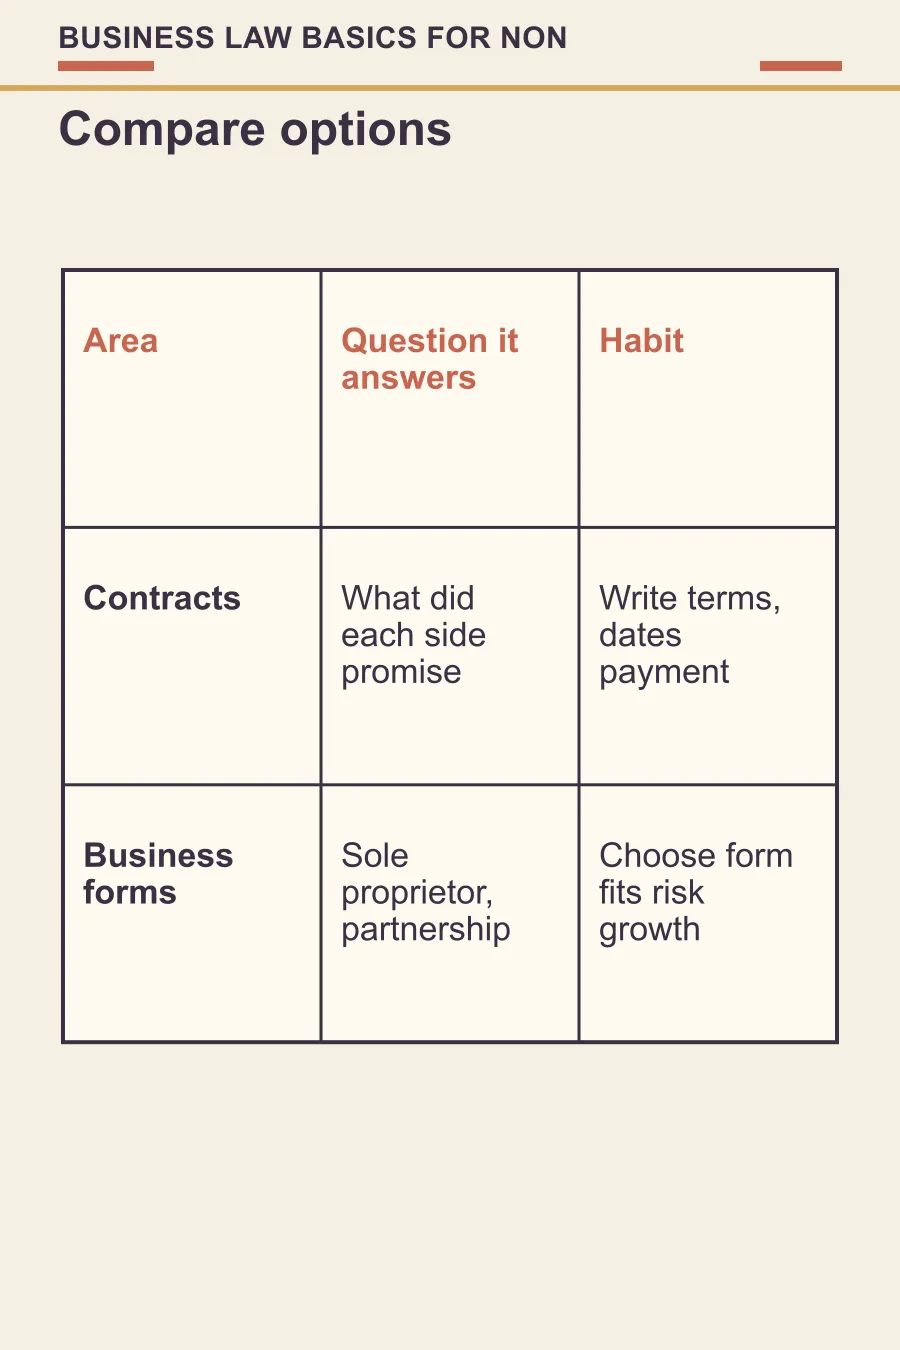 BUSINESS LAW BASICS FOR NON
Compare options
Area
Question it
answers
Habit
Contracts
What did
each side
promise
Write terms,
dates
payment
Business
forms
Sole
proprietor,
partnership
Choose form
fits risk
growth